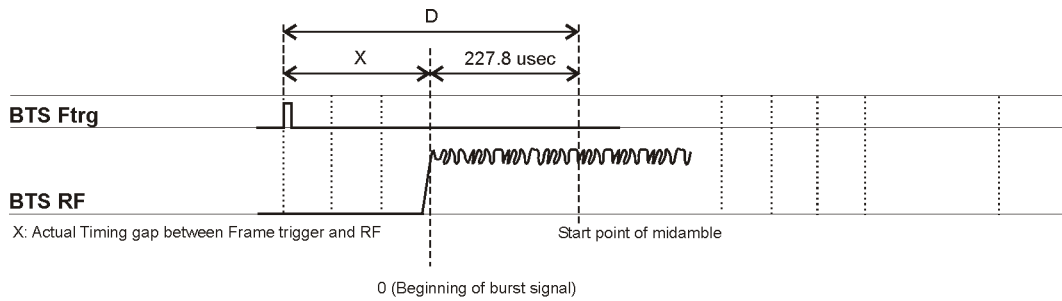 D
X
227.8 usec
BTS Ftrg
BTS RF
X: Actual Timing gap between Frame trigger and RF
Start point of midamble
0 (Beginning of burst signal)